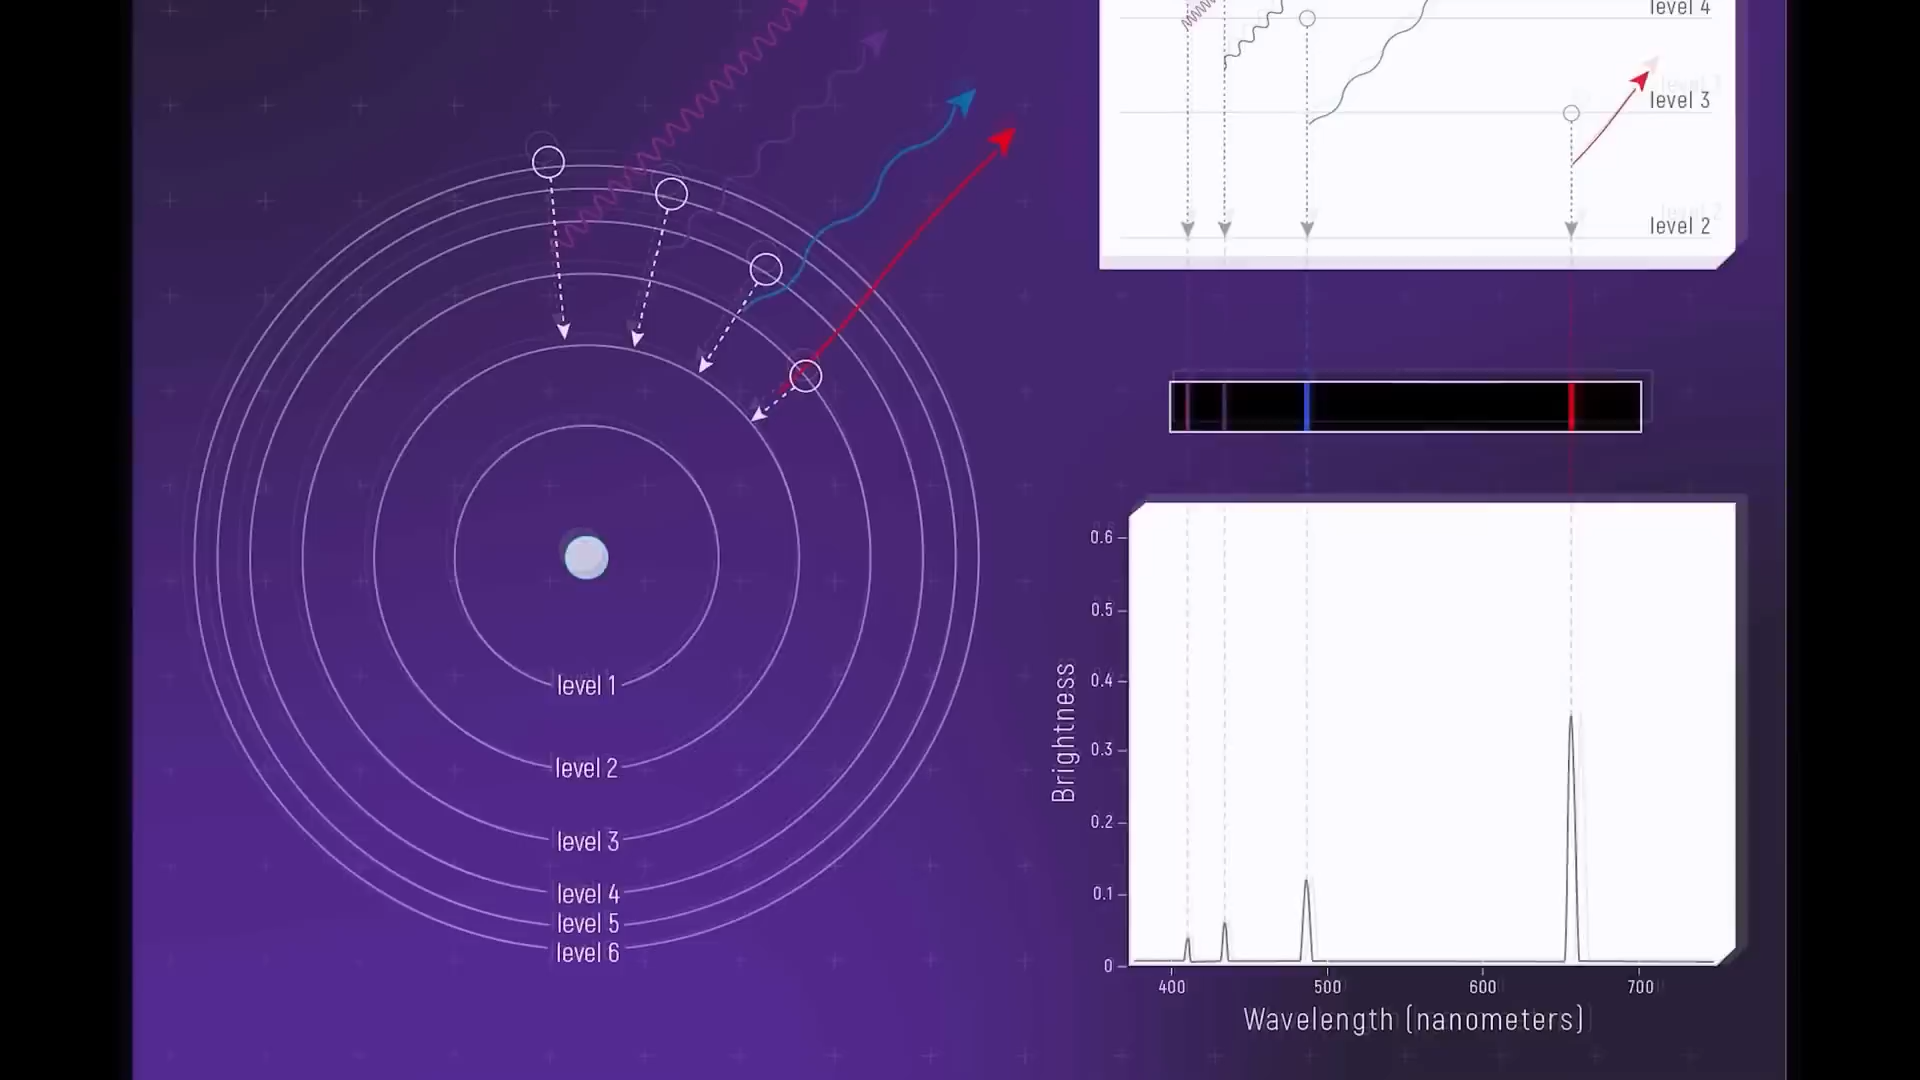 level 4
level 3
level 2
level 1
level 2
level 3
level 4
level 5
level 6
0.6
0.5
0.4
0.3
0.2
0.1
0
Brightness
400 500 600 700
Wavelength (nanometers)